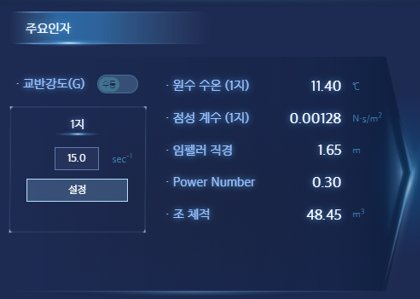 주요인자
· 교반강도(G) 수동
1지
15.0 sec⁻¹
설정
· 원수 수온 (1지) 11.40 ℃
· 점성 계수 (1지) 0.00128 N·s/m²
· 임펠러 직경 1.65 m
· Power Number 0.30
· 조 체적 48.45 m³